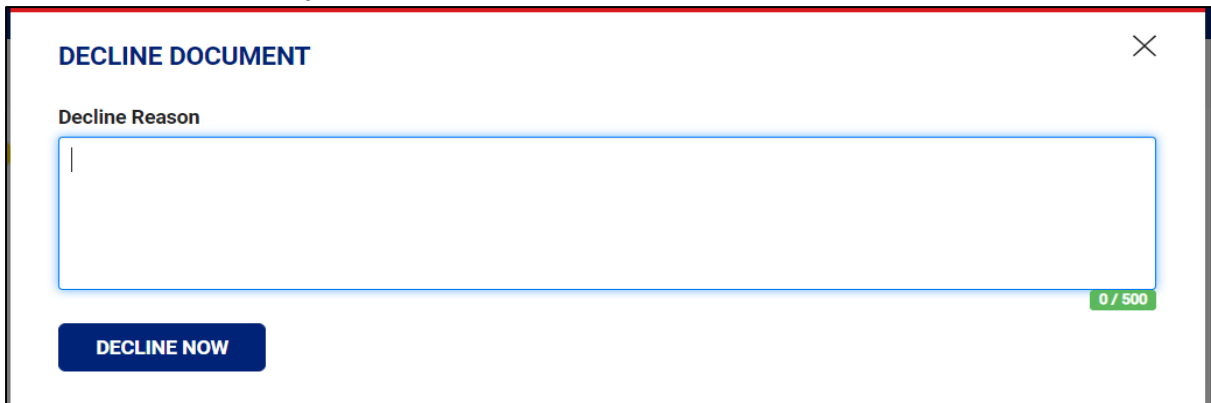 DECLINE DOCUMENT
Decline Reason
0 / 500
DECLINE NOW